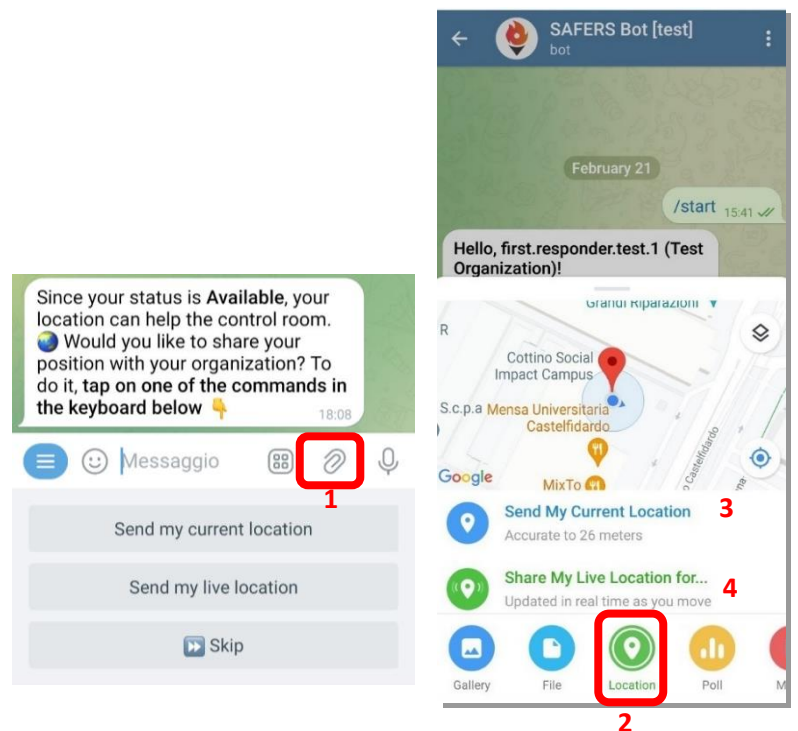 Since your status is Available, your
location can help the control room.
🌏 Would you like to share your
position with your organization? To
do it, tap on one of the commands in
the keyboard below 👇
18:08
Messaggio
1
Send my current location
Send my live location
⏩ Skip
SAFERS Bot [test]
bot
February 21
/start 15:41
Hello, first.responder.test.1 (Test
Organization)!
Grandi Riparazioni
R
Cottino Social
Impact Campus
S.c.p.a
Mensa Universitaria
Castelfidardo
Castelfidardo
Google
MixTo
Send My Current Location 3
Accurate to 26 meters
Share My Live Location for... 4
Updated in real time as you move
Gallery File Location Poll M
2